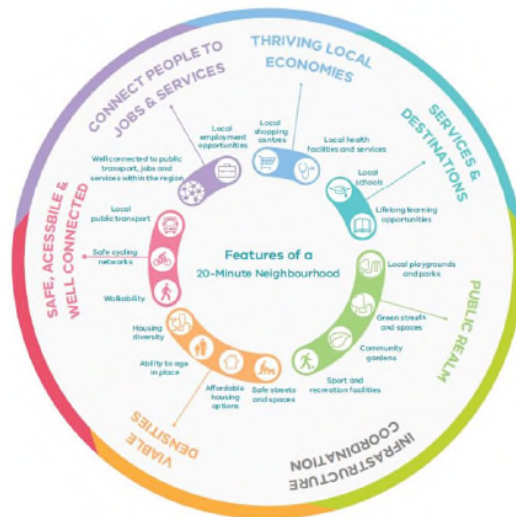 CONNECT PEOPLE TO
JOBS & SERVICES
THRIVING LOCAL
ECONOMIES
SERVICES &
DESTINATIONS
PUBLIC REALM
INFRASTRUCTURE
COORDINATION
VIABLE
DENSITIES
SAFE, ACESSBILE &
WELL CONNECTED
Features of a
20-Minute Neighbourhood
Local
shopping
centres
Local health
facilities and services
Local
schools
Lifelong learning
opportunities
Local playgrounds
and parks
Green streets
and spaces
Community
gardens
Sport and
recreation facilities
Safe streets
and spaces
Affordable
housing
options
Ability to age
in place
Housing
diversity
Walkability
Safe cycling
networks
Local
public transport
Well connected to public
transport, jobs and
services within the region
Local
employment
opportunities